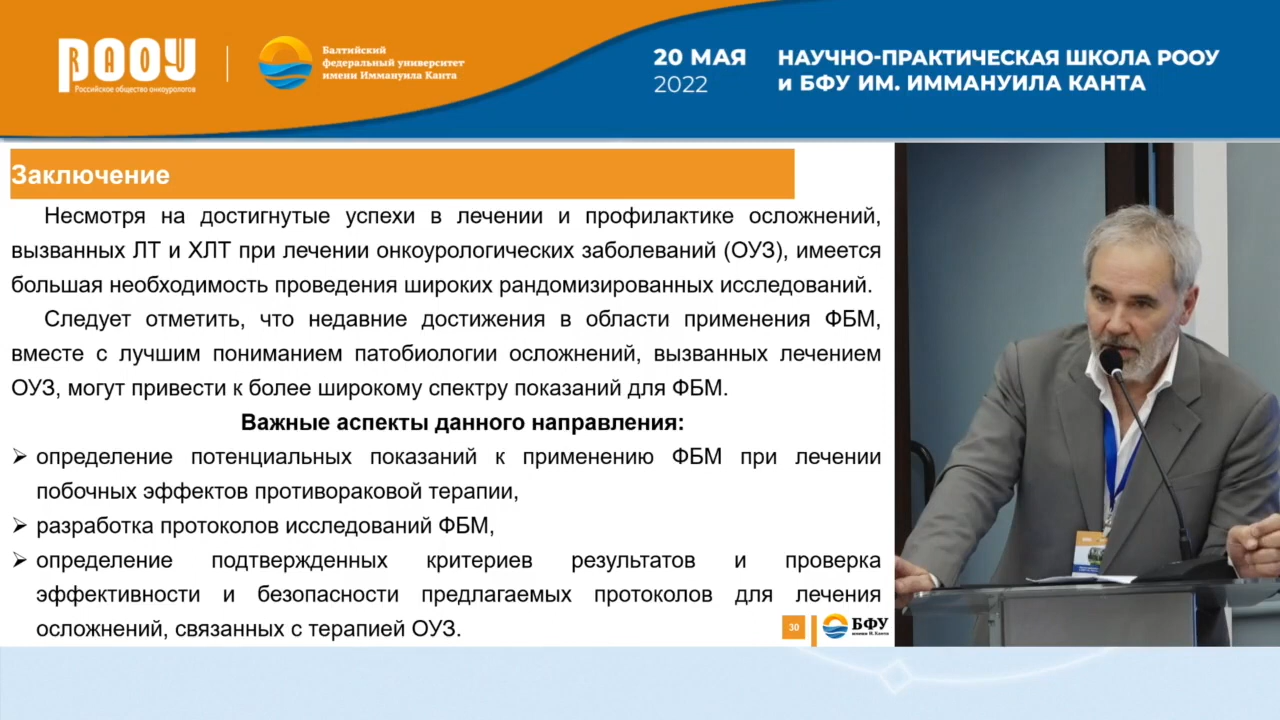 РООУ
RAOU
Российское общество онкоурологов
Балтийский
федеральный университет
имени Иммануила Канта
20 МАЯ
2022
НАУЧНО-ПРАКТИЧЕСКАЯ ШКОЛА РООУ
и БФУ ИМ. ИММАНУИЛА КАНТА
Заключение
Несмотря на достигнутые успехи в лечении и профилактике осложнений,
вызванных ЛТ и ХЛТ при лечении онкоурологических заболеваний (ОУЗ), имеется
большая необходимость проведения широких рандомизированных исследований.
Следует отметить, что недавние достижения в области применения ФБМ,
вместе с лучшим пониманием патобиологии осложнений, вызванных лечением
ОУЗ, могут привести к более широкому спектру показаний для ФБМ.
Важные аспекты данного направления:
определение потенциальных показаний к применению ФБМ при лечении
побочных эффектов противораковой терапии,
разработка протоколов исследований ФБМ,
определение подтвержденных критериев результатов и проверка
эффективности и безопасности предлагаемых протоколов для лечения
осложнений, связанных с терапией ОУЗ.
30
БФУ
имени И. Канта